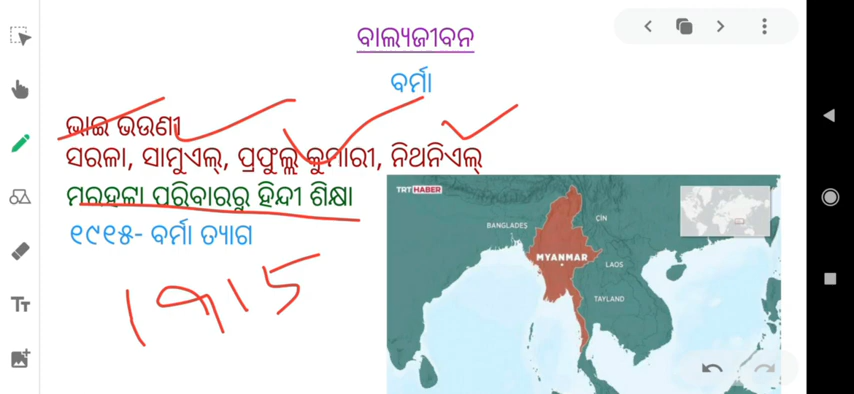 ବାଲ୍ୟଜୀବନ
ବର୍ମା
ଭାଇ ଭଉଣୀ
ସରଳା, ସାମୁଏଲ୍, ପ୍ରଫୁଲ୍ଲ କୁମାରୀ, ନିଥନିଏଲ୍
ମରହଟ୍ଟା ପରିବାରରୁ ହିନ୍ଦୀ ଶିକ୍ଷା
୧୯୧୫- ବର୍ମା ତ୍ୟାଗ
1915
TRT HABER
BANGLADEŞ
ÇİN
MYANMAR
LAOS
TAYLAND
Tт